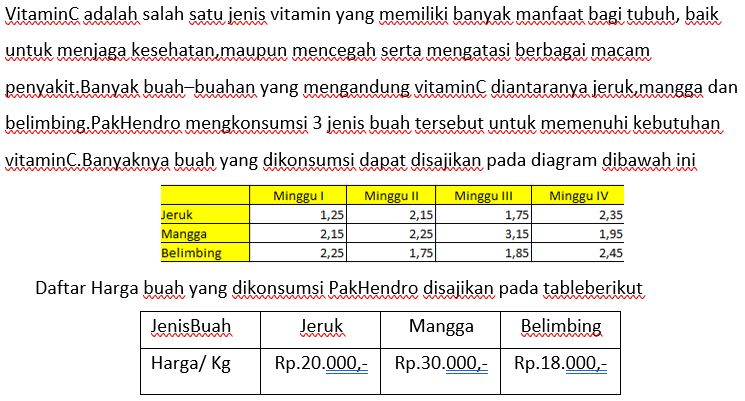 VitaminC adalah salah satu jenis vitamin yang memiliki banyak manfaat bagi tubuh, baik
untuk menjaga kesehatan,maupun mencegah serta mengatasi berbagai macam
penyakit.Banyak buah–buahan yang mengandung vitaminC diantaranya jeruk,mangga dan
belimbing.PakHendro mengkonsumsi 3 jenis buah tersebut untuk memenuhi kebutuhan
vitaminC.Banyaknya buah yang dikonsumsi dapat disajikan pada diagram dibawah ini
Minggu I Minggu II Minggu III Minggu IV
Jeruk 1,25 2,15 1,75 2,35
Mangga 2,15 2,25 3,15 1,95
Belimbing 2,25 1,75 1,85 2,45
Daftar Harga buah yang dikonsumsi PakHendro disajikan pada tableberikut
JenisBuah Jeruk Mangga Belimbing
Harga/ Kg Rp.20.000,- Rp.30.000,- Rp.18.000,-